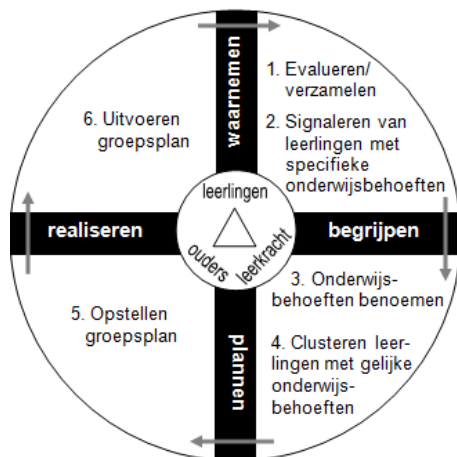 waarnemen
1. Evalueren/
verzamelen
2. Signaleren van
leerlingen met
specifieke
onderwijsbehoeften
begrijpen
3. Onderwijs-
behoeften benoemen
4. Clusteren leer-
lingen met gelijke
onderwijs-
behoeften
plannen
5. Opstellen
groepsplan
realiseren
6. Uitvoeren
groepsplan
leerlingen
ouders
leerkracht